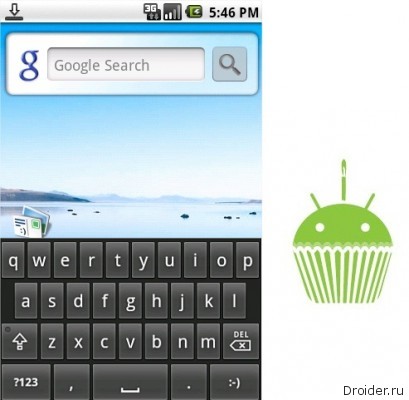 3G 5:46 PM
g Google Search
q w e r t y u i o p
a s d f g h j k l
z x c v b n m DEL
?123 , . :-)
Droider.ru